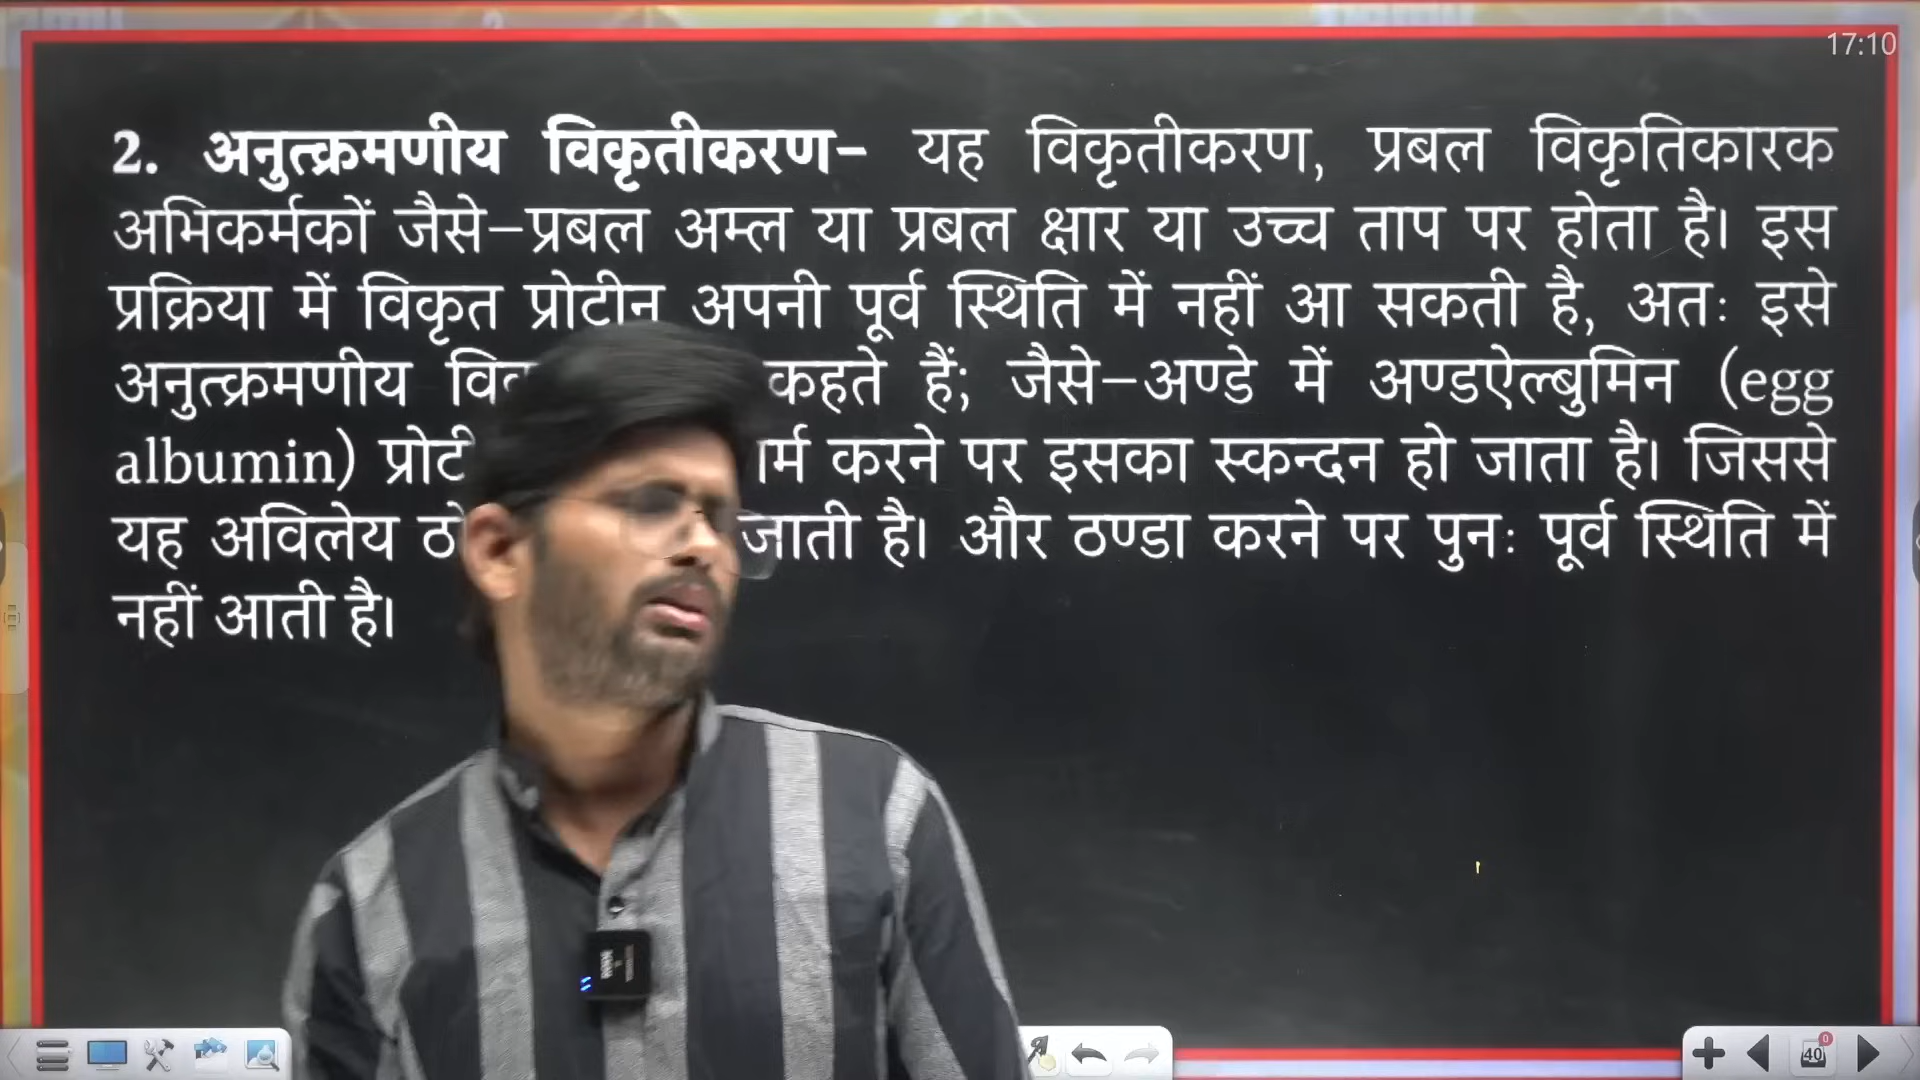 17:10
2. अनुत्क्रमणीय विकृतीकरण– यह विकृतीकरण, प्रबल विकृतिकारक
अभिकर्मकों जैसे–प्रबल अम्ल या प्रबल क्षार या उच्च ताप पर होता है। इस
प्रक्रिया में विकृत प्रोटीन अपनी पूर्व स्थिति में नहीं आ सकती है, अतः इसे
अनुत्क्रमणीय कहते हैं; जैसे–अण्डे में अण्डऐल्बुमिन (egg
albumin) करने पर इसका स्कन्दन हो जाता है। जिससे
यह अविलेय जाती है। और ठण्डा करने पर पुनः पूर्व स्थिति में
नहीं आती है।
40
0